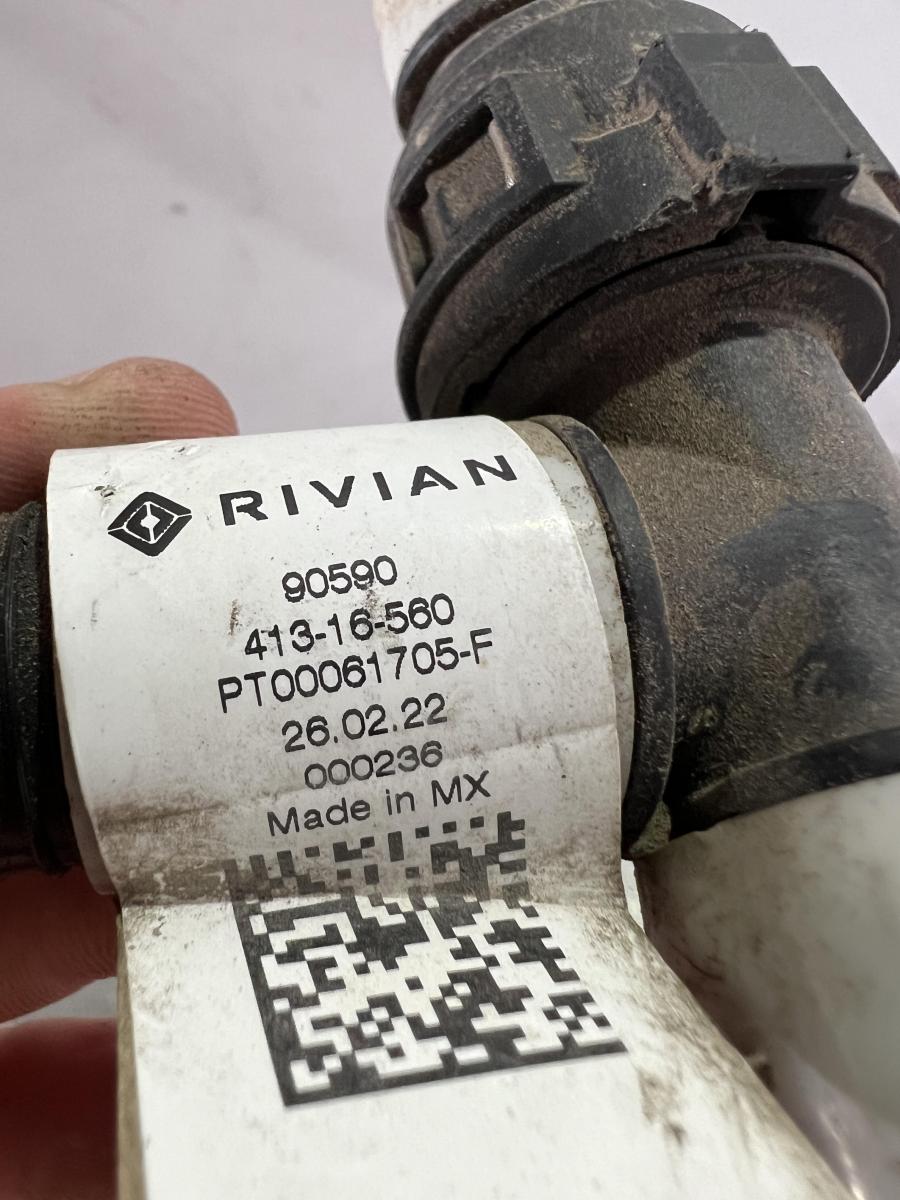 RIVIAN
90590
413-16-560
PT00061705-F
26.02.22
000236
Made in MX